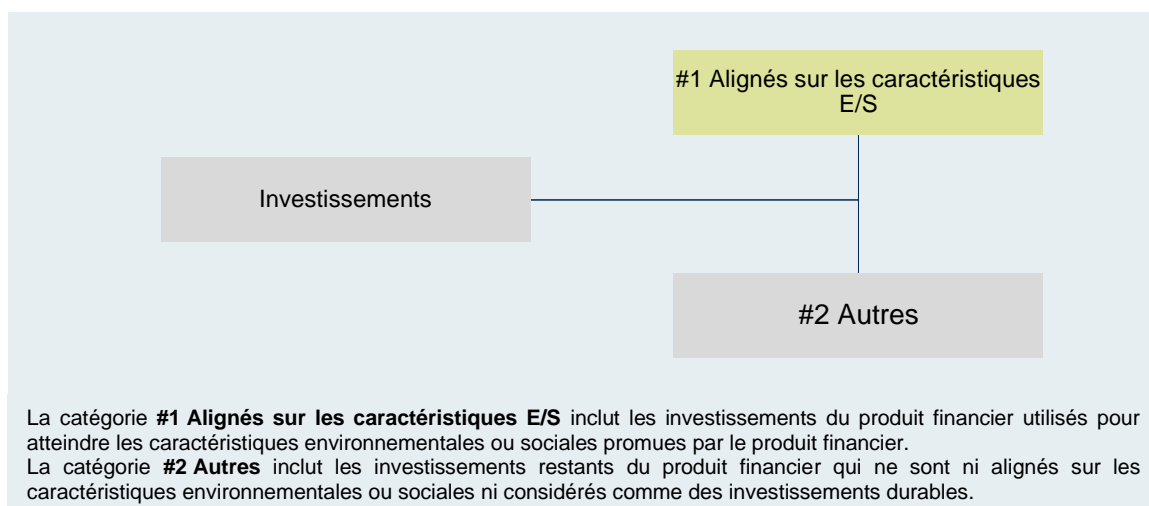 #1 Alignés sur les caractéristiques
E/S
Investissements
#2 Autres
La catégorie #1 Alignés sur les caractéristiques E/S inclut les investissements du produit financier utilisés pour
atteindre les caractéristiques environnementales ou sociales promues par le produit financier.
La catégorie #2 Autres inclut les investissements restants du produit financier qui ne sont ni alignés sur les
caractéristiques environnementales ou sociales ni considérés comme des investissements durables.